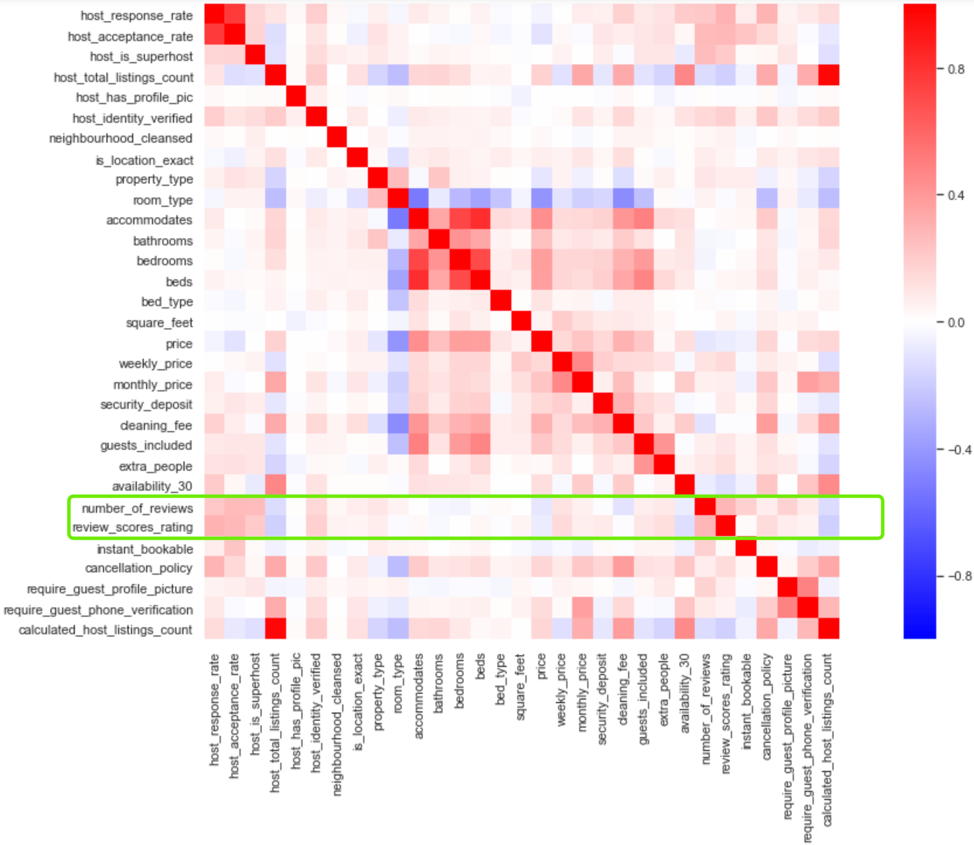 host_response_rate
host_acceptance_rate
host_is_superhost
host_total_listings_count
host_has_profile_pic
host_identity_verified
neighbourhood_cleansed
is_location_exact
property_type
room_type
accommodates
bathrooms
bedrooms
beds
bed_type
square_feet
price
weekly_price
monthly_price
security_deposit
cleaning_fee
guests_included
extra_people
availability_30
number_of_reviews
review_scores_rating
instant_bookable
cancellation_policy
require_guest_profile_picture
require_guest_phone_verification
calculated_host_listings_count
host_response_rate
host_acceptance_rate
host_is_superhost
host_total_listings_count
host_has_profile_pic
host_identity_verified
neighbourhood_cleansed
is_location_exact
property_type
room_type
accommodates
bathrooms
bedrooms
beds
bed_type
square_feet
price
weekly_price
monthly_price
security_deposit
cleaning_fee
guests_included
extra_people
availability_30
number_of_reviews
review_scores_rating
instant_bookable
cancellation_policy
require_guest_profile_picture
require_guest_phone_verification
calculated_host_listings_count
0.8
0.4
0.0
-0.4
-0.8